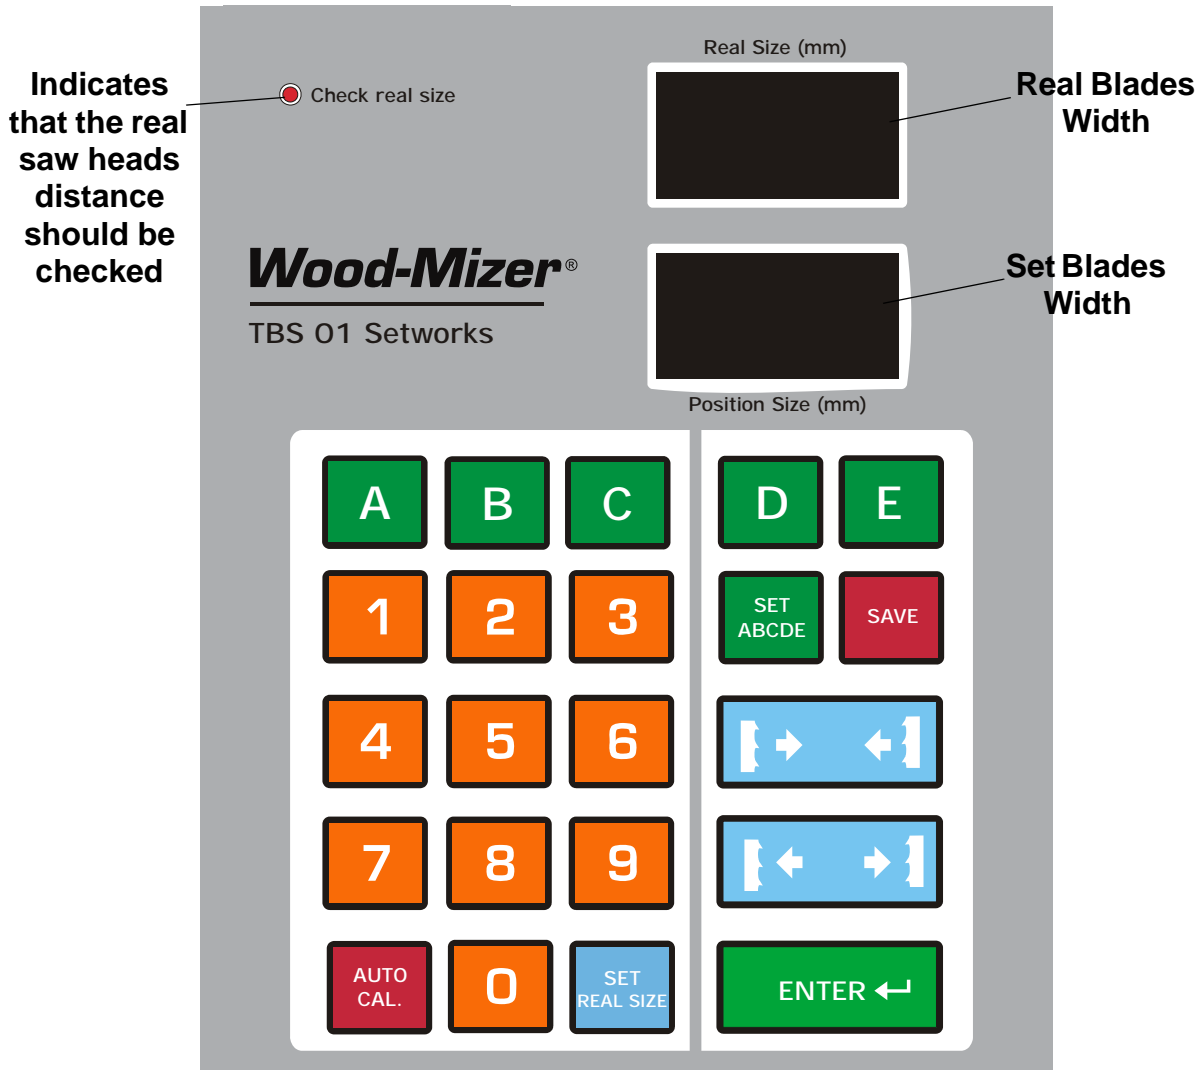 Real Size (mm)
Indicates
that the real
saw heads
distance
should be
checked
Check real size
Real Blades
Width
Wood-Mizer®
TBS 01 Setworks
Set Blades
Width
Position Size (mm)
A B C D E
1 2 3
SET
ABCDE
SAVE
4 5 6
7 8 9
AUTO
CAL.
0
SET
REAL SIZE
ENTER